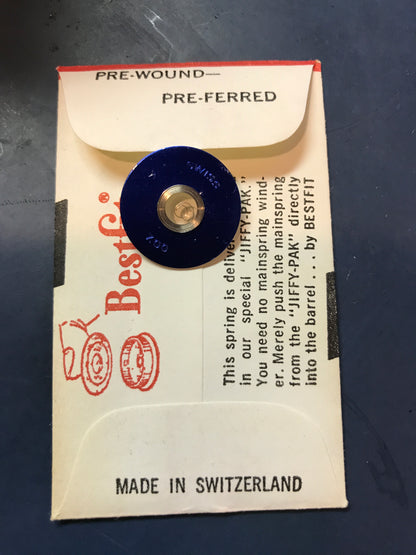 PRE-WOUND—
PRE-FERRED
SWISS
Bestfit
®
This spring is
in our special "JIFFY-PAK."
You need no mainspring wind-
er. Merely push the mainspring
from the "JIFFY-PAK" directly
into the barrel . . . by BESTFIT
MADE IN SWITZERLAND